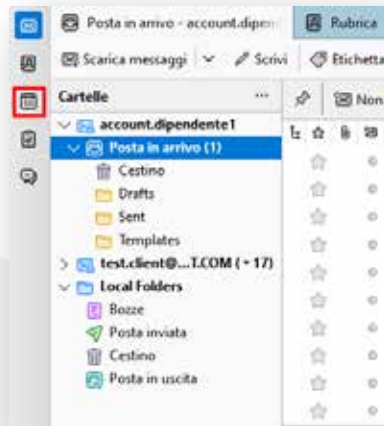 Posta in arrivo - account.dipen
Rubrica
Scarica messaggi
Scrivi
Etichetta
Cartelle
Non
account.dipendente1
Posta in arrivo (1)
Cestino
Drafts
Sent
Templates
test.client@...T.COM ( • 17)
Local Folders
Bozze
Posta inviata
Cestino
Posta in uscita